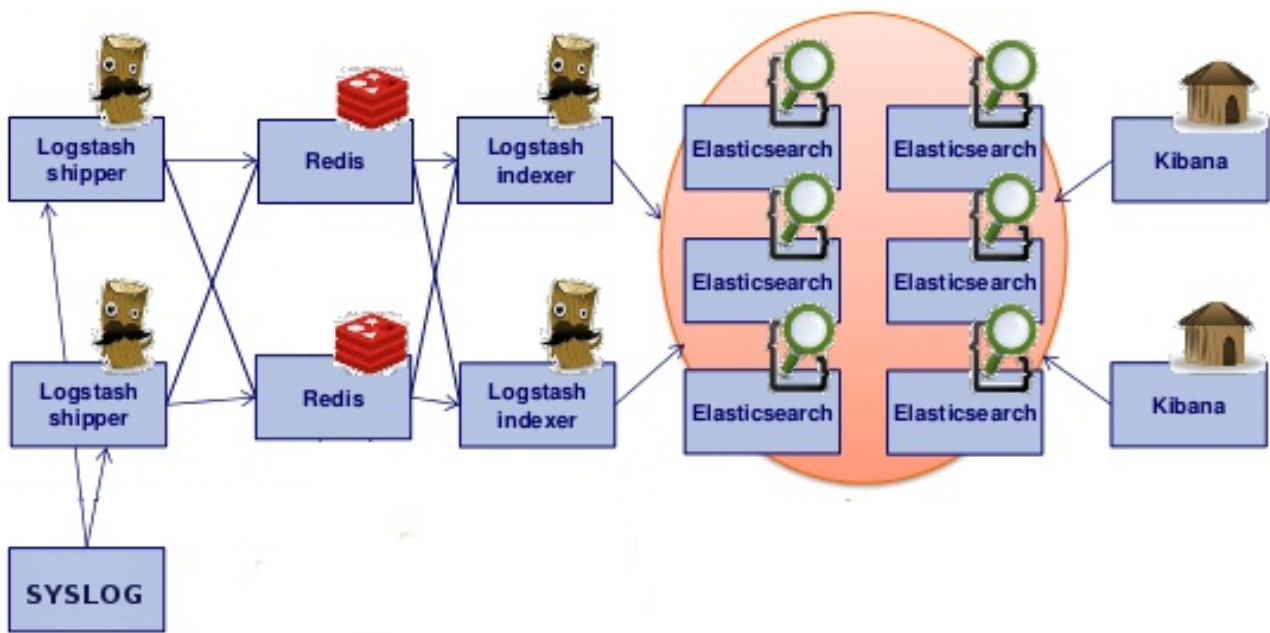 Logstash
shipper
Redis
Logstash
indexer
Elasticsearch
Elasticsearch
Kibana
Elasticsearch
Elasticsearch
Logstash
shipper
Redis
Logstash
indexer
Elasticsearch
Elasticsearch
Kibana
SYSLOG